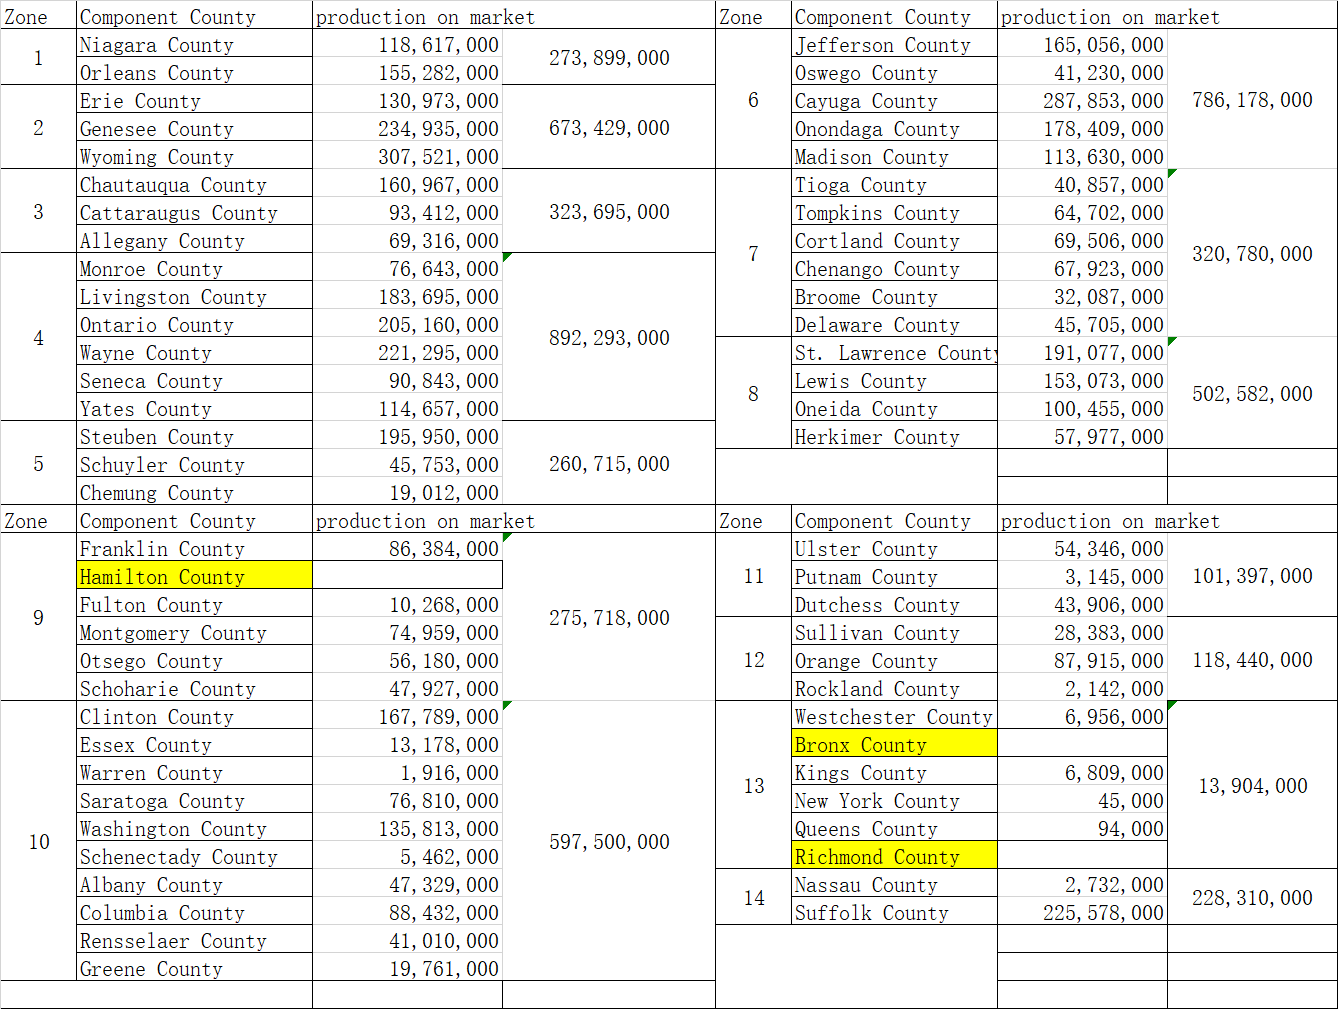 Zone Component County production on market Zone Component County production on market
1 Niagara County 118,617,000 273,899,000 6 Jefferson County 165,056,000 786,178,000
Orleans County 155,282,000 Oswego County 41,230,000
2 Erie County 130,973,000 673,429,000 Cayuga County 287,853,000
Genesee County 234,935,000 Onondaga County 178,409,000
Wyoming County 307,521,000 Madison County 113,630,000
3 Chautauqua County 160,967,000 323,695,000 7 Tioga County 40,857,000 320,780,000
Cattaraugus County 93,412,000 Tompkins County 64,702,000
Allegany County 69,316,000 Cortland County 69,506,000
4 Monroe County 76,643,000 892,293,000 Chenango County 67,923,000
Livingston County 183,695,000 Broome County 32,087,000
Ontario County 205,160,000 Delaware County 45,705,000
Wayne County 221,295,000 8 St. Lawrence County 191,077,000 502,582,000
Seneca County 90,843,000 Lewis County 153,073,000
Yates County 114,657,000 Oneida County 100,455,000
5 Steuben County 195,950,000 260,715,000 Herkimer County 57,977,000
Schuyler County 45,753,000
Chemung County 19,012,000
Zone Component County production on market Zone Component County production on market
9 Franklin County 86,384,000 275,718,000 11 Ulster County 54,346,000 101,397,000
Hamilton County Putnam County 3,145,000
Fulton County 10,268,000 Dutchess County 43,906,000
Montgomery County 74,959,000 12 Sullivan County 28,383,000 118,440,000
Otsego County 56,180,000 Orange County 87,915,000
Schoharie County 47,927,000 Rockland County 2,142,000
10 Clinton County 167,789,000 597,500,000 13 Westchester County 6,956,000 13,904,000
Essex County 13,178,000 Bronx County
Warren County 1,916,000 Kings County 6,809,000
Saratoga County 76,810,000 New York County 45,000
Washington County 135,813,000 Queens County 94,000
Schenectady County 5,462,000 Richmond County
Albany County 47,329,000 14 Nassau County 2,732,000 228,310,000
Columbia County 88,432,000 Suffolk County 225,578,000
Rensselaer County 41,010,000
Greene County 19,761,000